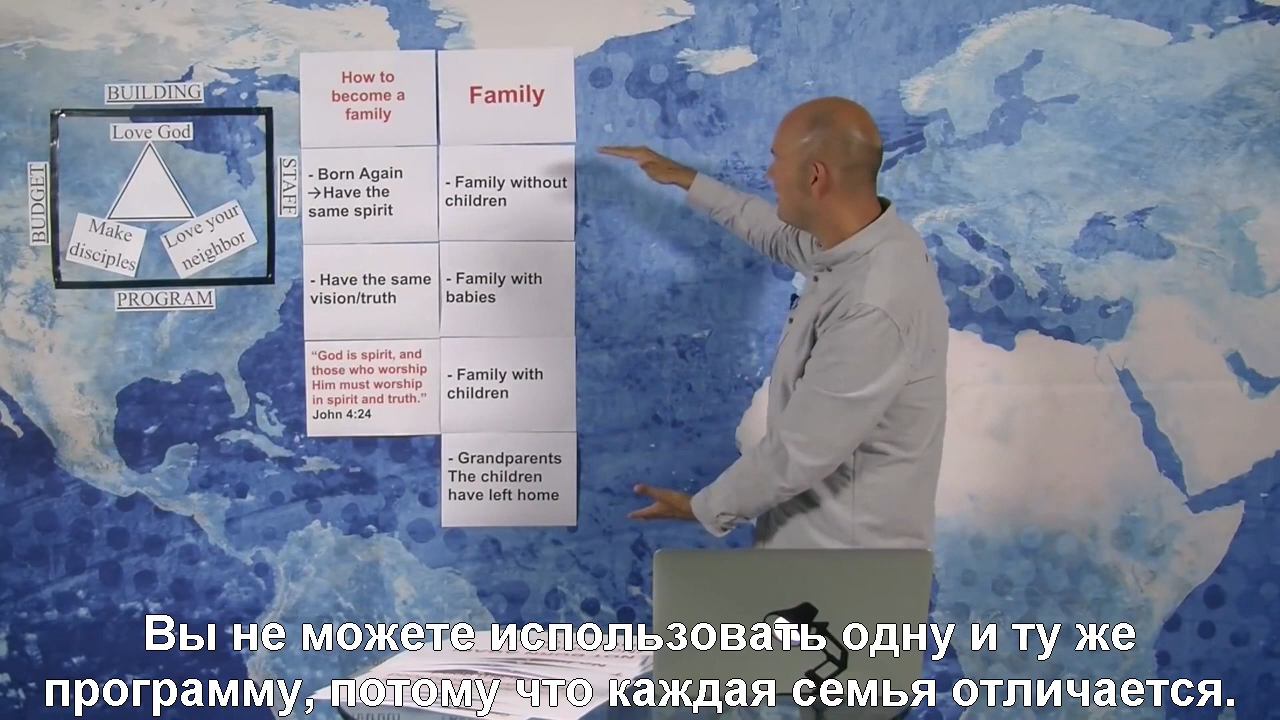 BUILDING
Love God
BUDGET
STAFF
Make
disciples
Love your
neighbor
PROGRAM
How to
become a
family
- Born Again
→Have the
same spirit
- Have the same
vision/truth
“God is spirit, and
those who worship
Him must worship
in spirit and truth.”
John 4:24
Family
- Family without
children
- Family with
babies
- Family with
children
- Grandparents
The children
have left home
Вы не можете использовать одну и ту же
программу, потому что каждая семья отличается.